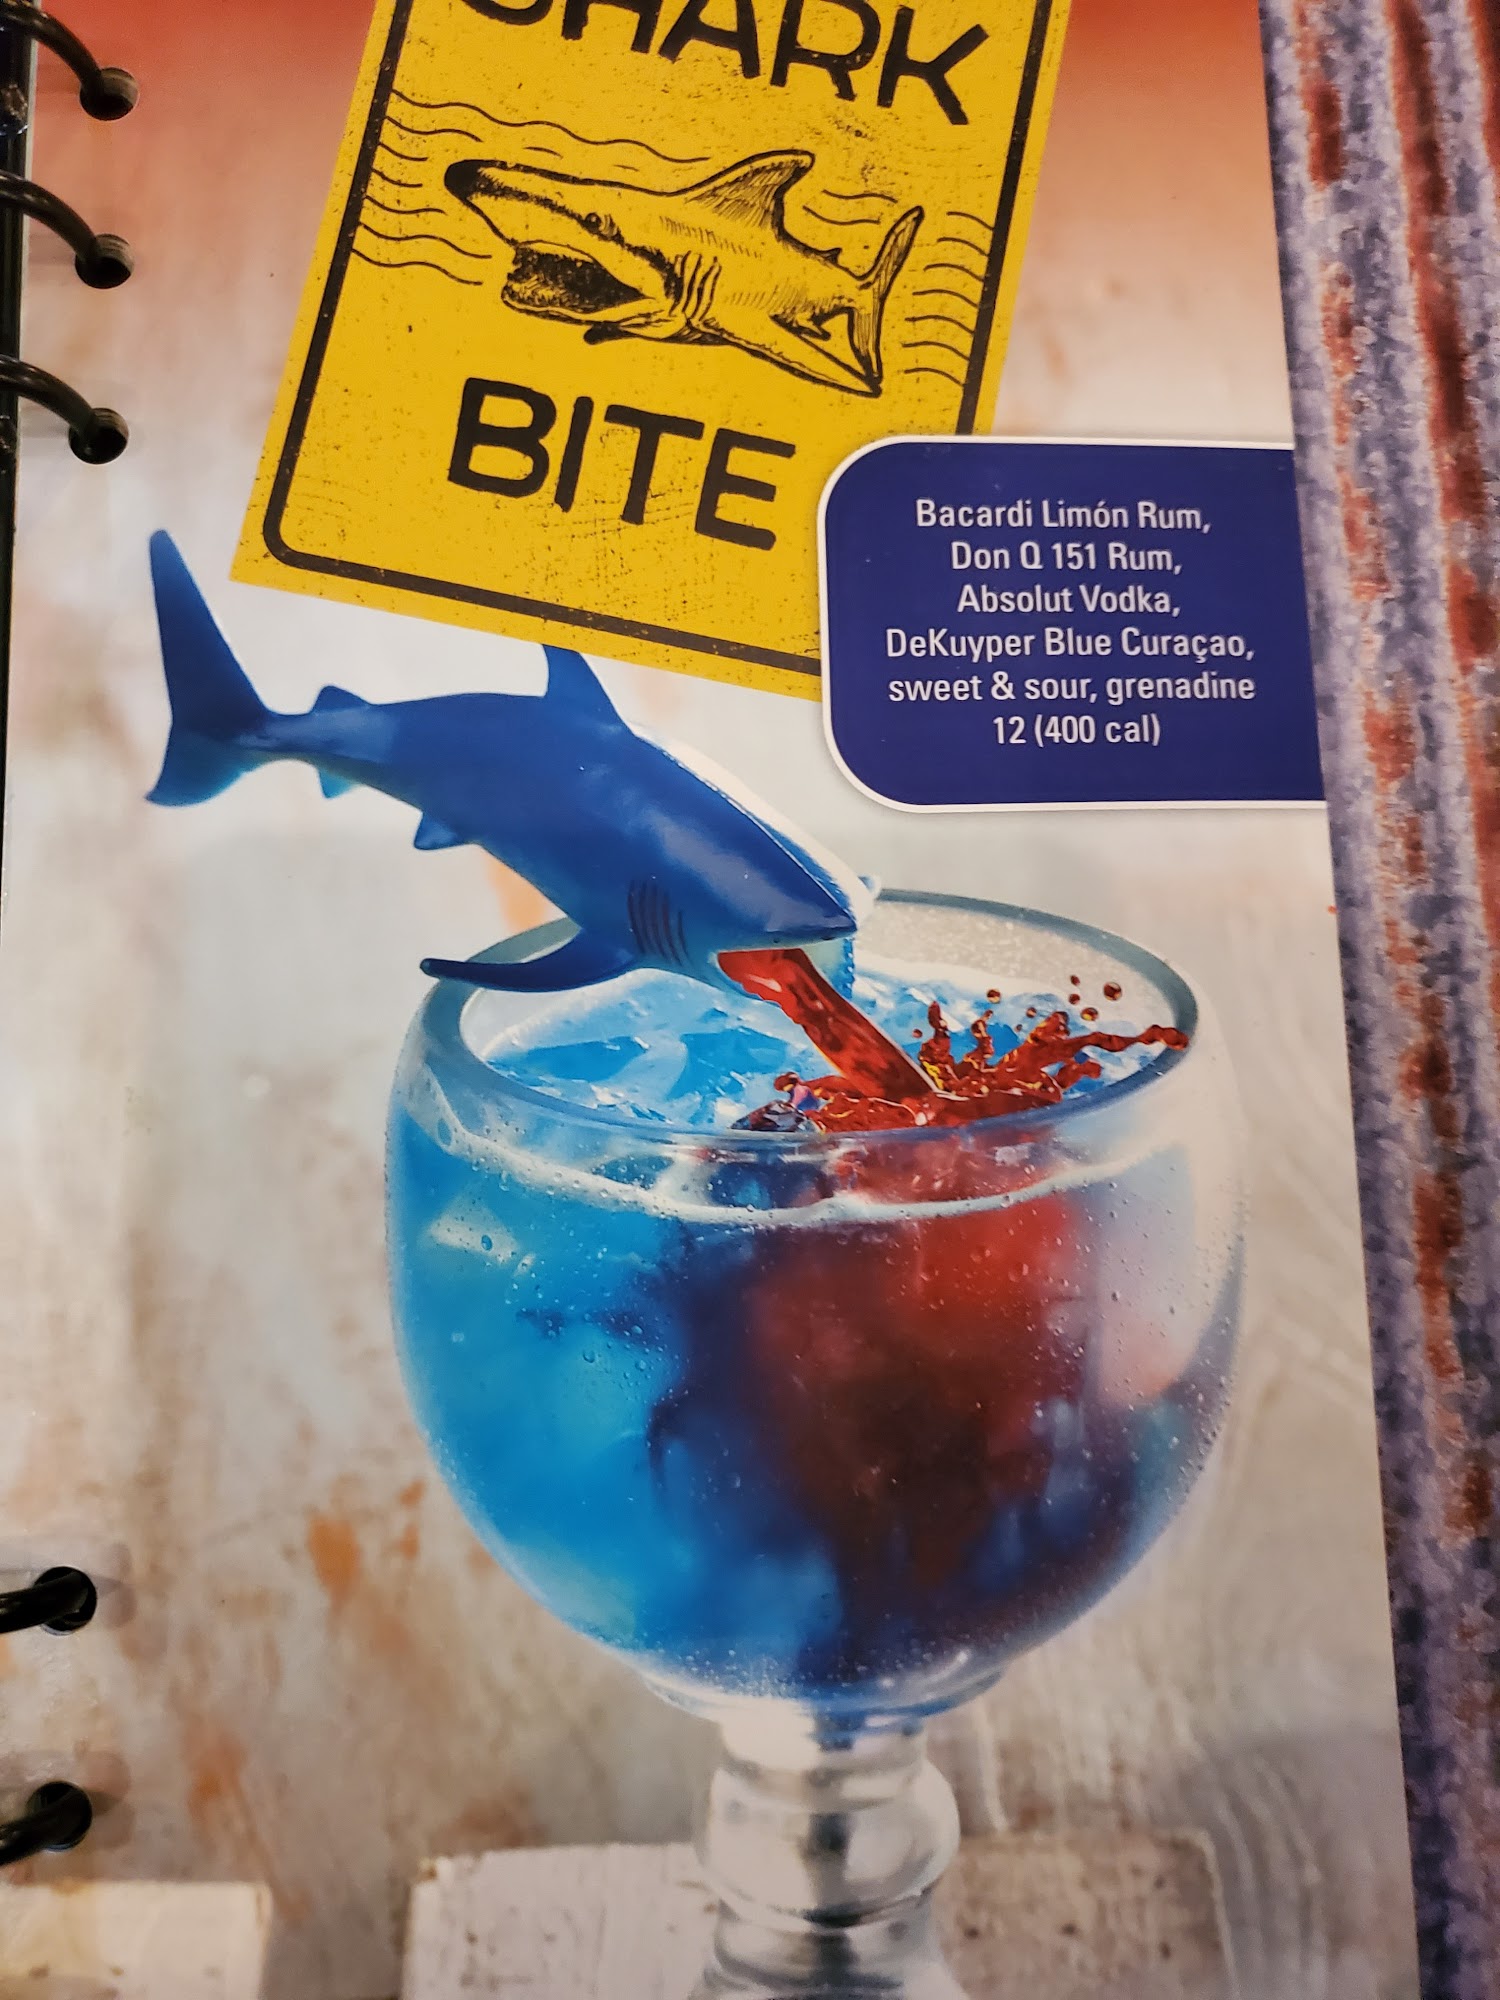 SHARK
BITE
Bacardi Limón Rum,
Don Q 151 Rum,
Absolut Vodka,
DeKuyper Blue Curaçao,
sweet & sour, grenadine
12 (400 cal)